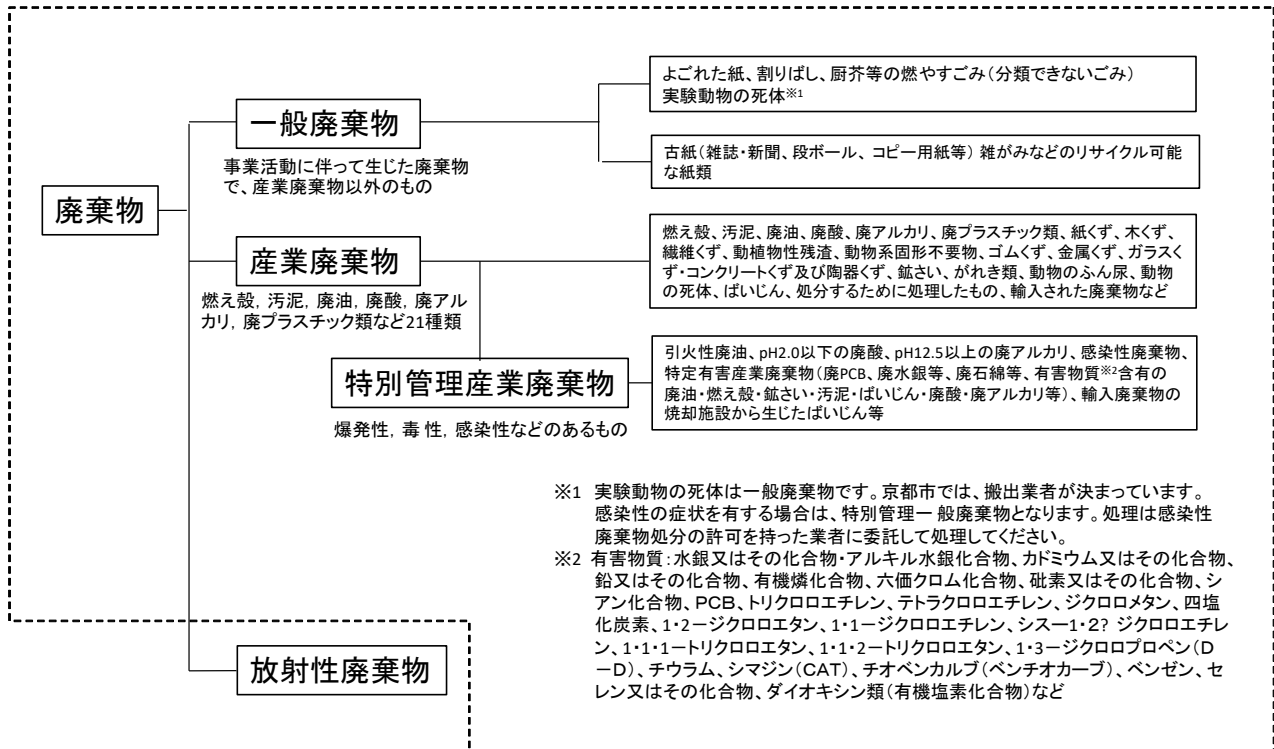 よごれた紙、割りばし、厨芥等の燃やすごみ（分類できないごみ）
実験動物の死体※1
一般廃棄物
事業活動に伴って生じた廃棄物
で、産業廃棄物以外のもの
古紙（雑誌・新聞、段ボール、コピー用紙等）雑がみなどのリサイクル可能
な紙類
廃棄物
産業廃棄物
燃え殻，汚泥，廃油，廃酸，廃アル
カリ，廃プラスチック類など21種類
燃え殻、汚泥、廃油、廃酸、廃アルカリ、廃プラスチック類、紙くず、木くず、
繊維くず、動植物性残渣、動物系固形不要物、ゴムくず、金属くず、ガラスく
ず・コンクリートくず及び陶器くず、鉱さい、がれき類、動物のふん尿、動物
の死体、ばいじん、処分するために処理したもの、輸入された廃棄物など
特別管理産業廃棄物
爆発性，毒 性，感染性などのあるもの
引火性廃油、pH2.0以下の廃酸、pH12.5以上の廃アルカリ、感染性廃棄物、
特定有害産業廃棄物（廃PCB、廃水銀等、廃石綿等、有害物質※2含有の
廃油・燃え殻・鉱さい・汚泥・ばいじん・廃酸・廃アルカリ等）、輸入廃棄物の
焼却施設から生じたばいじん等
※1 実験動物の死体は一般廃棄物です。京都市では、搬出業者が決まっています。
感染性の症状を有する場合は、特別管理一 般廃棄物となります。処理は感染性
廃棄物処分の許可を持った業者に委託して処理してください。
※2 有害物質：水銀又はその化合物・アルキル水銀化合物、カドミウム又はその化合物、
鉛又はその化合物、有機燐化合物、六価クロム化合物、砒素又はその化合物、シ
アン化合物、ＰＣＢ、トリクロロエチレン、テトラクロロエチレン、ジクロロメタン、四塩
化炭素、1・2－ジクロロエタン、1・1－ジクロロエチレン、シス－1・2? ジクロロエチレ
ン、1・1・1－トリクロロエタン、1・1・2－トリクロロエタン、1・3－ジクロロプロペン（Ｄ
－Ｄ）、チウラム、シマジン（ＣＡＴ）、チオベンカルブ（ベンチオカーブ）、ベンゼン、セ
レン又はその化合物、ダイオキシン類（有機塩素化合物）など
放射性廃棄物